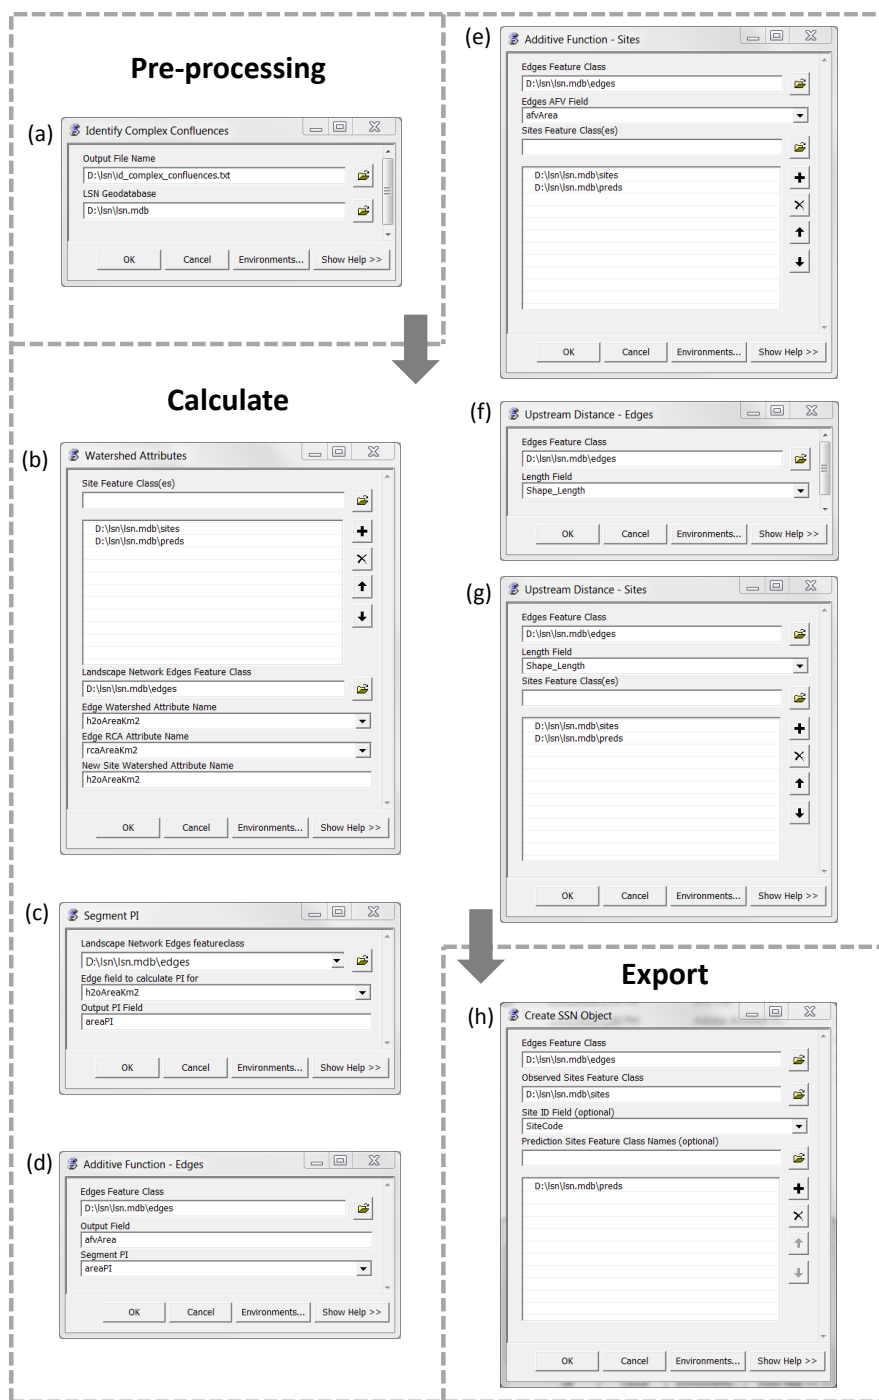 Pre-processing
(a)
Identify Complex Confluences
Output File Name
D:\lsn\id_complex_confluences.txt
LSN Geodatabase
D:\lsn\lsn.mdb
OK Cancel Environments... Show Help >>
Calculate
(b)
Watershed Attributes
Site Feature Class(es)
D:\lsn\lsn.mdb\sites
D:\lsn\lsn.mdb\preds
Landscape Network Edges Feature Class
D:\lsn\lsn.mdb\edges
Edge Watershed Attribute Name
h2oAreaKm2
Edge RCA Attribute Name
rcaAreaKm2
New Site Watershed Attribute Name
h2oAreaKm2
OK Cancel Environments... Show Help >>
(c)
Segment PI
Landscape Network Edges featureclass
D:\lsn\lsn.mdb\edges
Edge field to calculate PI for
h2oAreaKm2
Output PI Field
areaPI
OK Cancel Environments... Show Help >>
(d)
Additive Function - Edges
Edges Feature Class
D:\lsn\lsn.mdb\edges
Output Field
afvArea
Segment PI
areaPI
OK Cancel Environments... Show Help >>
(e)
Additive Function - Sites
Edges Feature Class
D:\lsn\lsn.mdb\edges
Edges AFV Field
afvArea
Sites Feature Class(es)
D:\lsn\lsn.mdb\sites
D:\lsn\lsn.mdb\preds
OK Cancel Environments... Show Help >>
(f)
Upstream Distance - Edges
Edges Feature Class
D:\lsn\lsn.mdb\edges
Length Field
Shape_Length
OK Cancel Environments... Show Help >>
(g)
Upstream Distance - Sites
Edges Feature Class
D:\lsn\lsn.mdb\edges
Length Field
Shape_Length
Sites Feature Class(es)
D:\lsn\lsn.mdb\sites
D:\lsn\lsn.mdb\preds
OK Cancel Environments... Show Help >>
Export
(h)
Create SSN Object
Edges Feature Class
D:\lsn\lsn.mdb\edges
Observed Sites Feature Class
D:\lsn\lsn.mdb\sites
Site ID Field (optional)
SiteCode
Prediction Sites Feature Class Names (optional)
D:\lsn\lsn.mdb\preds
OK Cancel Environments... Show Help >>